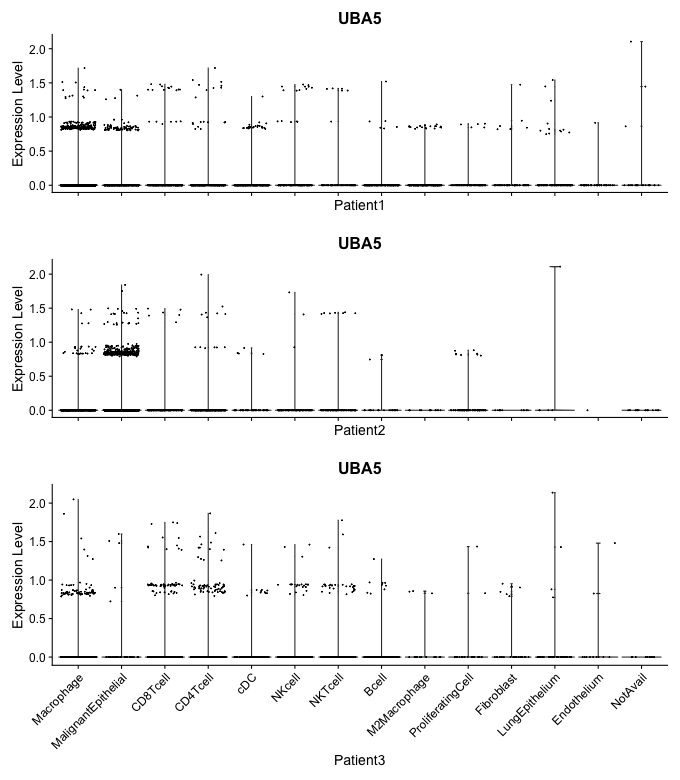 UBA5
Expression Level
2.0
1.5
1.0
0.5
0.0
Patient1
UBA5
Expression Level
2.0
1.5
1.0
0.5
0.0
Patient2
UBA5
Expression Level
2.0
1.5
1.0
0.5
0.0
Macrophage
MalignantEpithelial
CD8Tcell
CD4Tcell
cDC
NKcell
NKTcell
Bcell
M2Macrophage
ProliferatingCell
Fibroblast
LungEpithelium
Endothelium
NotAvail
Patient3